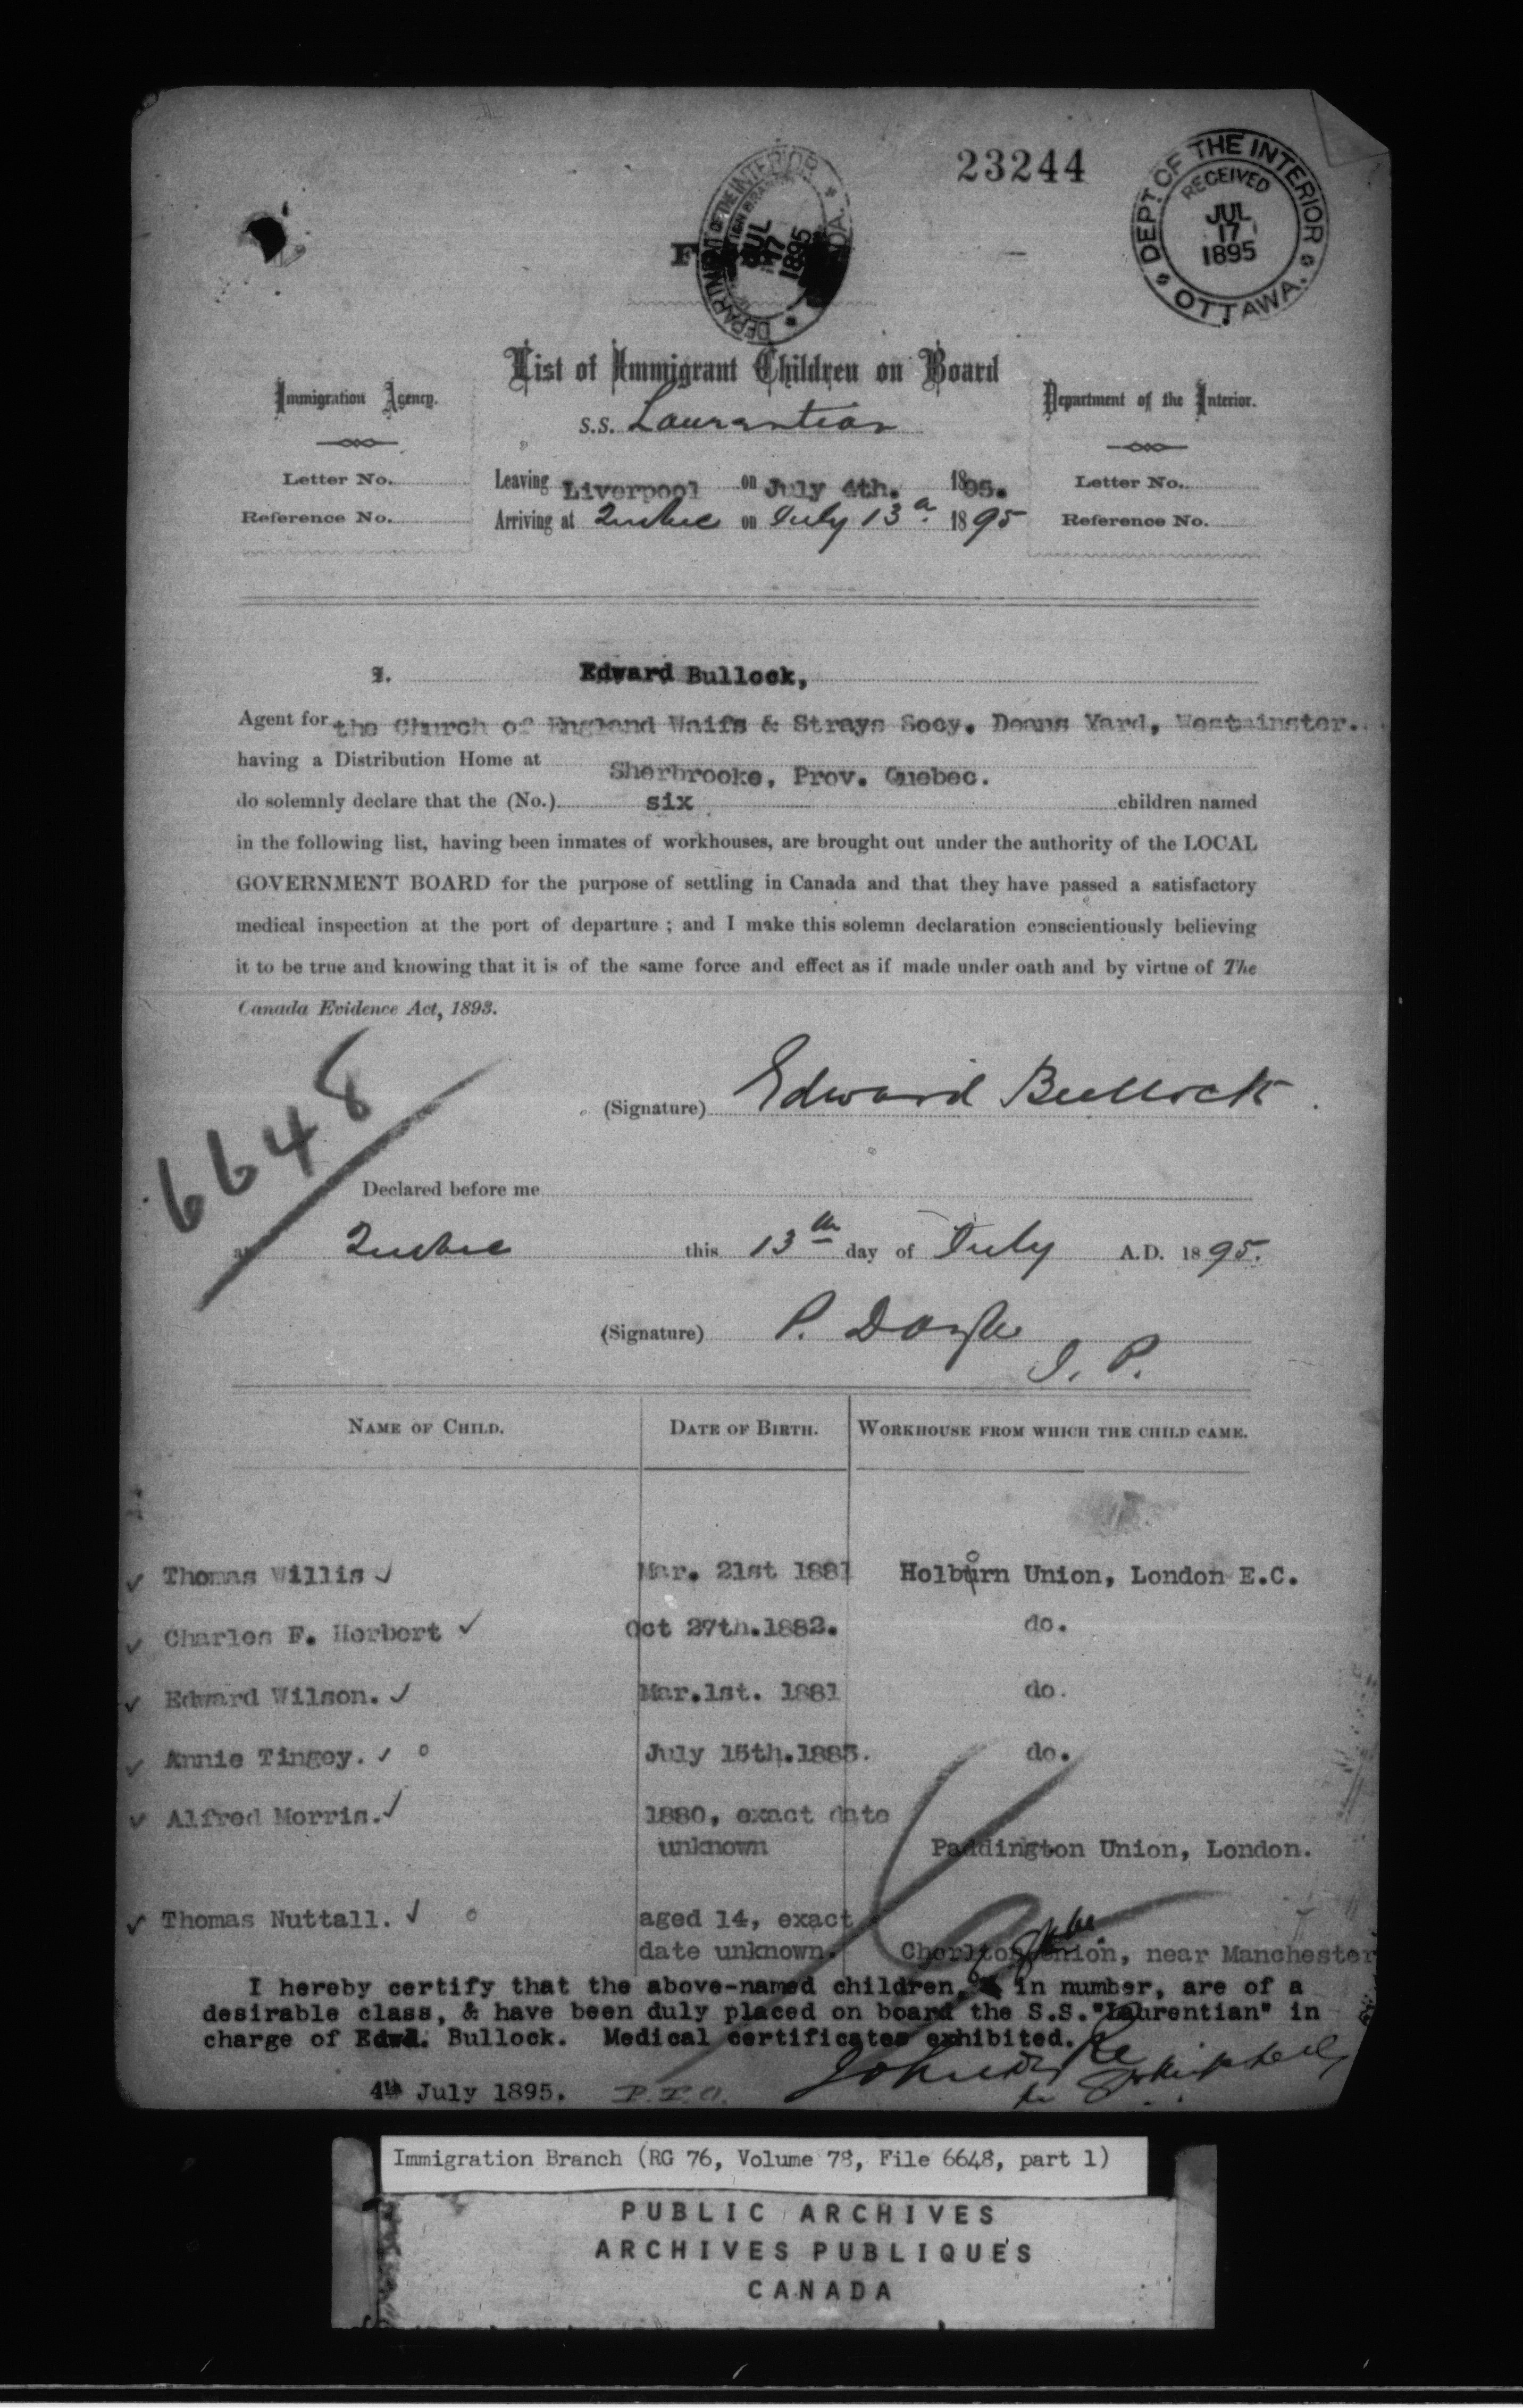 23244
DEPT OF THE INTERIOR
RECEIVED
JUL
17
1895
OTTAWA.
DEPARTMENT OF THE INTERIOR
JUL
17
1895
List of Immigrant Children on Board
Immigration Agency.
Department of the Interior.
S.S. Laurentian
Letter No.
Leaving Liverpool on July 4th. 1895.
Letter No.
Reference No.
Arriving at Quebec on July 13th 1895
Reference No.
I. Edward Bullock,
Agent for the Church of England Waifs & Strays Socy. Deans Yard, Westminster.
having a Distribution Home at Sherbrooke, Prov. Quebec.
do solemnly declare that the (No.) six children named
in the following list, having been inmates of workhouses, are brought out under the authority of the LOCAL
GOVERNMENT BOARD for the purpose of settling in Canada and that they have passed a satisfactory
medical inspection at the port of departure ; and I make this solemn declaration conscientiously believing
it to be true and knowing that it is of the same force and effect as if made under oath and by virtue of The
Canada Evidence Act, 1893.
6648
(Signature) Edward Bullock
Declared before me
at Quebec this 13th day of July A.D. 1895.
(Signature) P. Doyle
J. P.
NAME OF CHILD. DATE OF BIRTH. WORKHOUSE FROM WHICH THE CHILD CAME.
Thomas Willis Mar. 21st 1881 Holborn Union, London E.C.
Charles F. Herbert Oct 27th.1882. do.
Edward Wilson. Mar.1st. 1881 do.
Annie Tingey. July 15th.1883. do.
Alfred Morris. 1880, exact date
unknown Paddington Union, London.
Thomas Nuttall. aged 14, exact
date unknown. Chorlton Union, near Manchester
I hereby certify that the above-named children, in number, are of a
desirable class, & have been duly placed on board the S.S. "Laurentian" in
charge of Edwd. Bullock. Medical certificates exhibited.
4th July 1895. P.T.O.
Immigration Branch (RG 76, Volume 78, File 6648, part 1)
PUBLIC ARCHIVES
ARCHIVES PUBLIQUES
CANADA